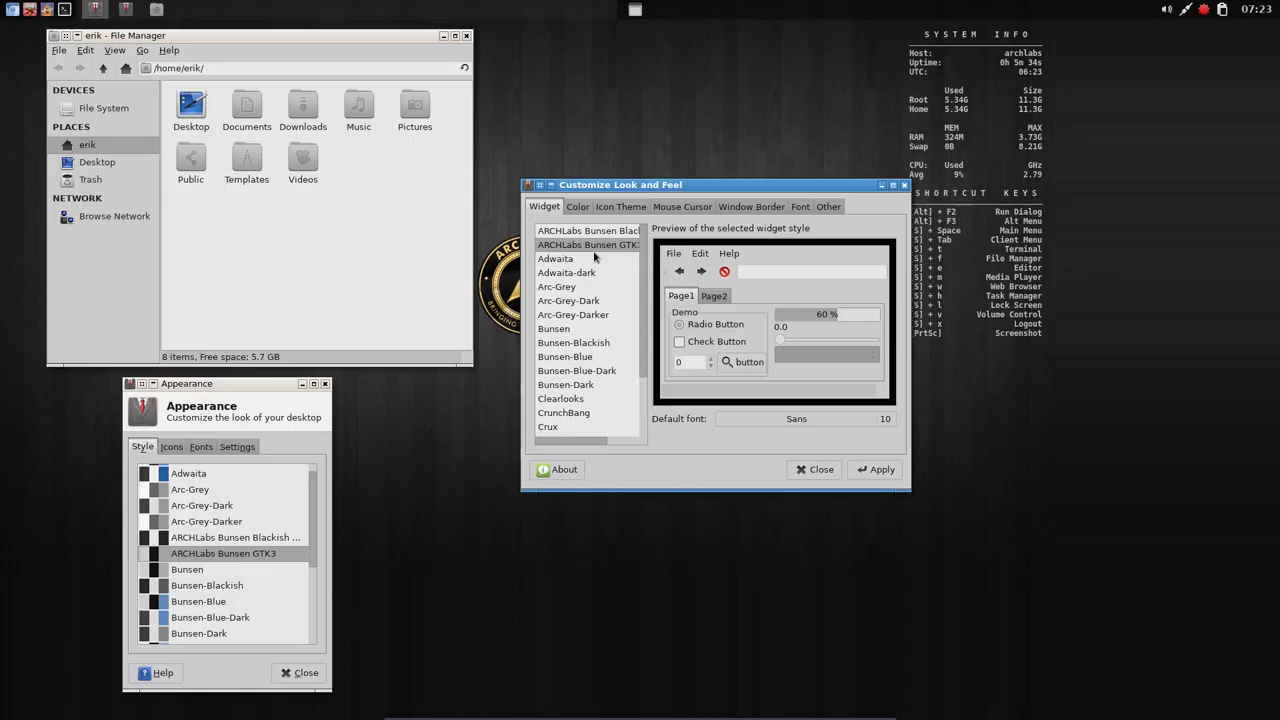 07:23
erik - File Manager
File Edit View Go Help
/home/erik/
DEVICES
File System
PLACES
erik
Desktop
Trash
NETWORK
Browse Network
Desktop Documents Downloads Music Pictures
Public Templates Videos
8 items, Free space: 5.7 GB
Appearance
Appearance
Customize the look of your desktop
Style Icons Fonts Settings
Adwaita
Arc-Grey
Arc-Grey-Dark
Arc-Grey-Darker
ARCHLabs Bunsen Blackish ...
ARCHLabs Bunsen GTK3
Bunsen
Bunsen-Blackish
Bunsen-Blue
Bunsen-Blue-Dark
Bunsen-Dark
Help Close
Customize Look and Feel
Widget Color Icon Theme Mouse Cursor Window Border Font Other
ARCHLabs Bunsen Blac
ARCHLabs Bunsen GTK
Adwaita
Adwaita-dark
Arc-Grey
Arc-Grey-Dark
Arc-Grey-Darker
Bunsen
Bunsen-Blackish
Bunsen-Blue
Bunsen-Blue-Dark
Bunsen-Dark
Clearlooks
CrunchBang
Crux
Preview of the selected widget style
File Edit Help
Page1 Page2
Demo
Radio Button
Check Button
0 button
60 %
0.0
Default font: Sans 10
About Close Apply
SYSTEM INFO
Host: archlabs
Uptime: 0h 5m 34s
UTC: 06:23
Used Size
Root 5.34G 11.3G
Home 5.34G 11.3G
MEM MAX
RAM 324M 3.73G
Swap 0B 8.21G
CPU: Used GHz
Avg 9% 2.79
SHORTCUT KEYS
Alt] + F2 Run Dialog
Alt] + F3 Alt Menu
S] + Space Main Menu
S] + Tab Client Menu
S] + t Terminal
S] + f File Manager
S] + e Editor
S] + m Media Player
S] + w Web Browser
S] + h Task Manager
S] + l Lock Screen
S] + v Volume Control
S] + x Logout
[PrtSc] Screenshot